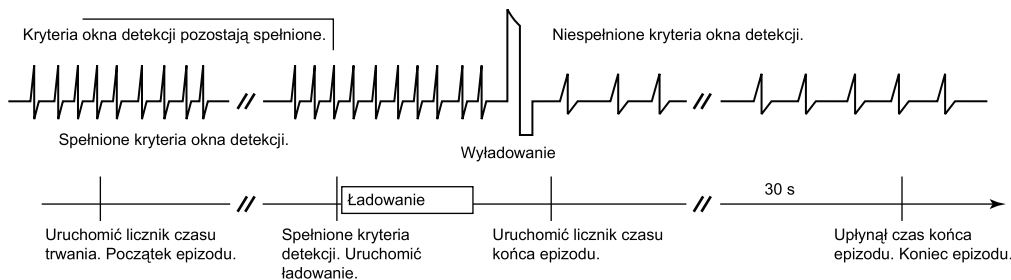 Kryteria okna detekcji pozostają spełnione.
Niespełnione kryteria okna detekcji.
Spełnione kryteria okna detekcji.
Wyładowanie
Ładowanie
30 s
Uruchomić licznik czasu
trwania. Początek epizodu.
Spełnione kryteria
detekcji. Uruchomić
ładowanie.
Uruchomić licznik czasu
końca epizodu.
Upłynął czas końca
epizodu. Koniec epizodu.